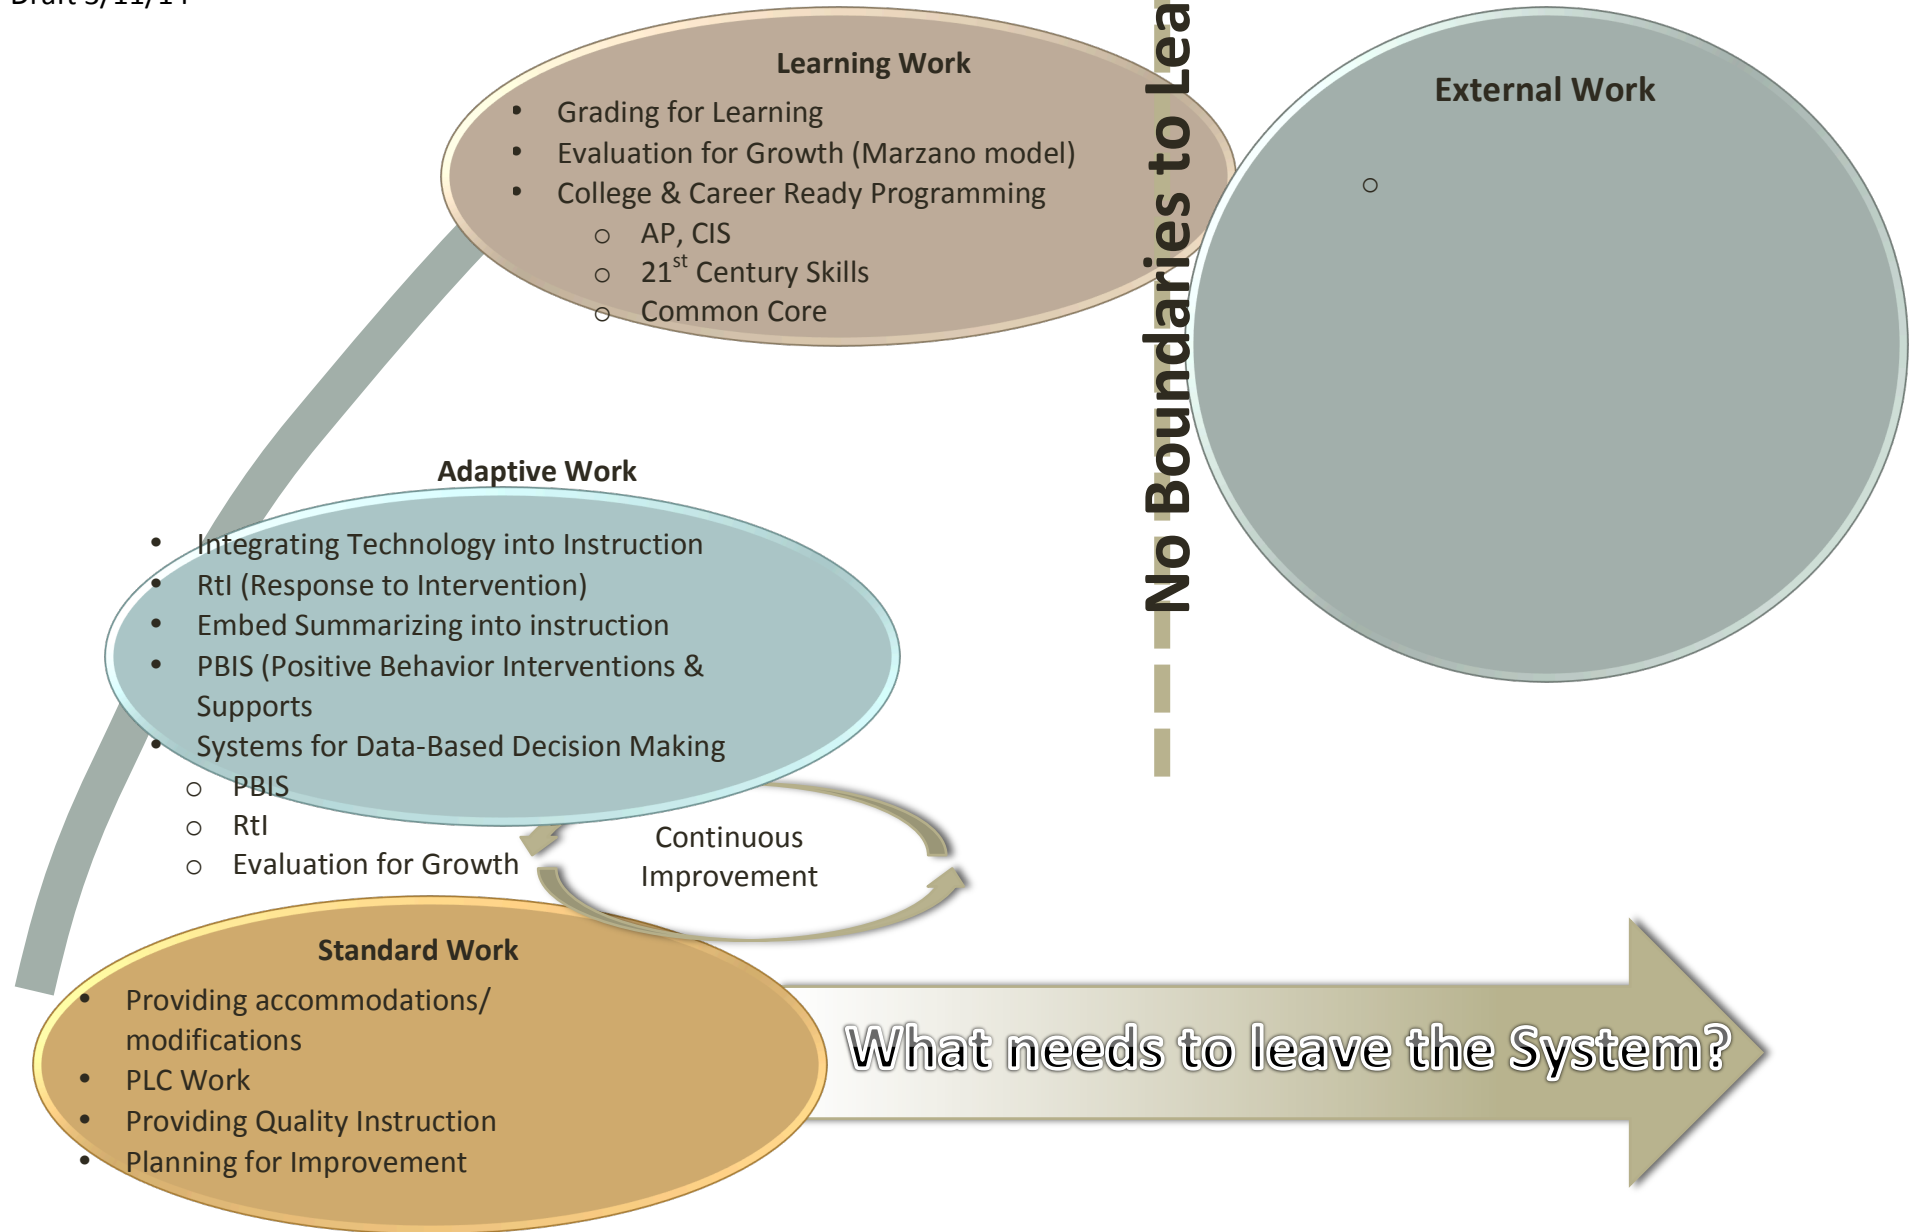 Learning Work
• Grading for Learning
• Evaluation for Growth (Marzano model)
• College & Career Ready Programming
o AP, CIS
o 21st Century Skills
o Common Core
No Boundaries to Lea
External Work
o
Adaptive Work
• Integrating Technology into Instruction
• RtI (Response to Intervention)
• Embed Summarizing into instruction
• PBIS (Positive Behavior Interventions &
Supports
• Systems for Data-Based Decision Making
o PBIS
o RtI
o Evaluation for Growth
Continuous
Improvement
Standard Work
• Providing accommodations/
modifications
• PLC Work
• Providing Quality Instruction
• Planning for Improvement
What needs to leave the System?